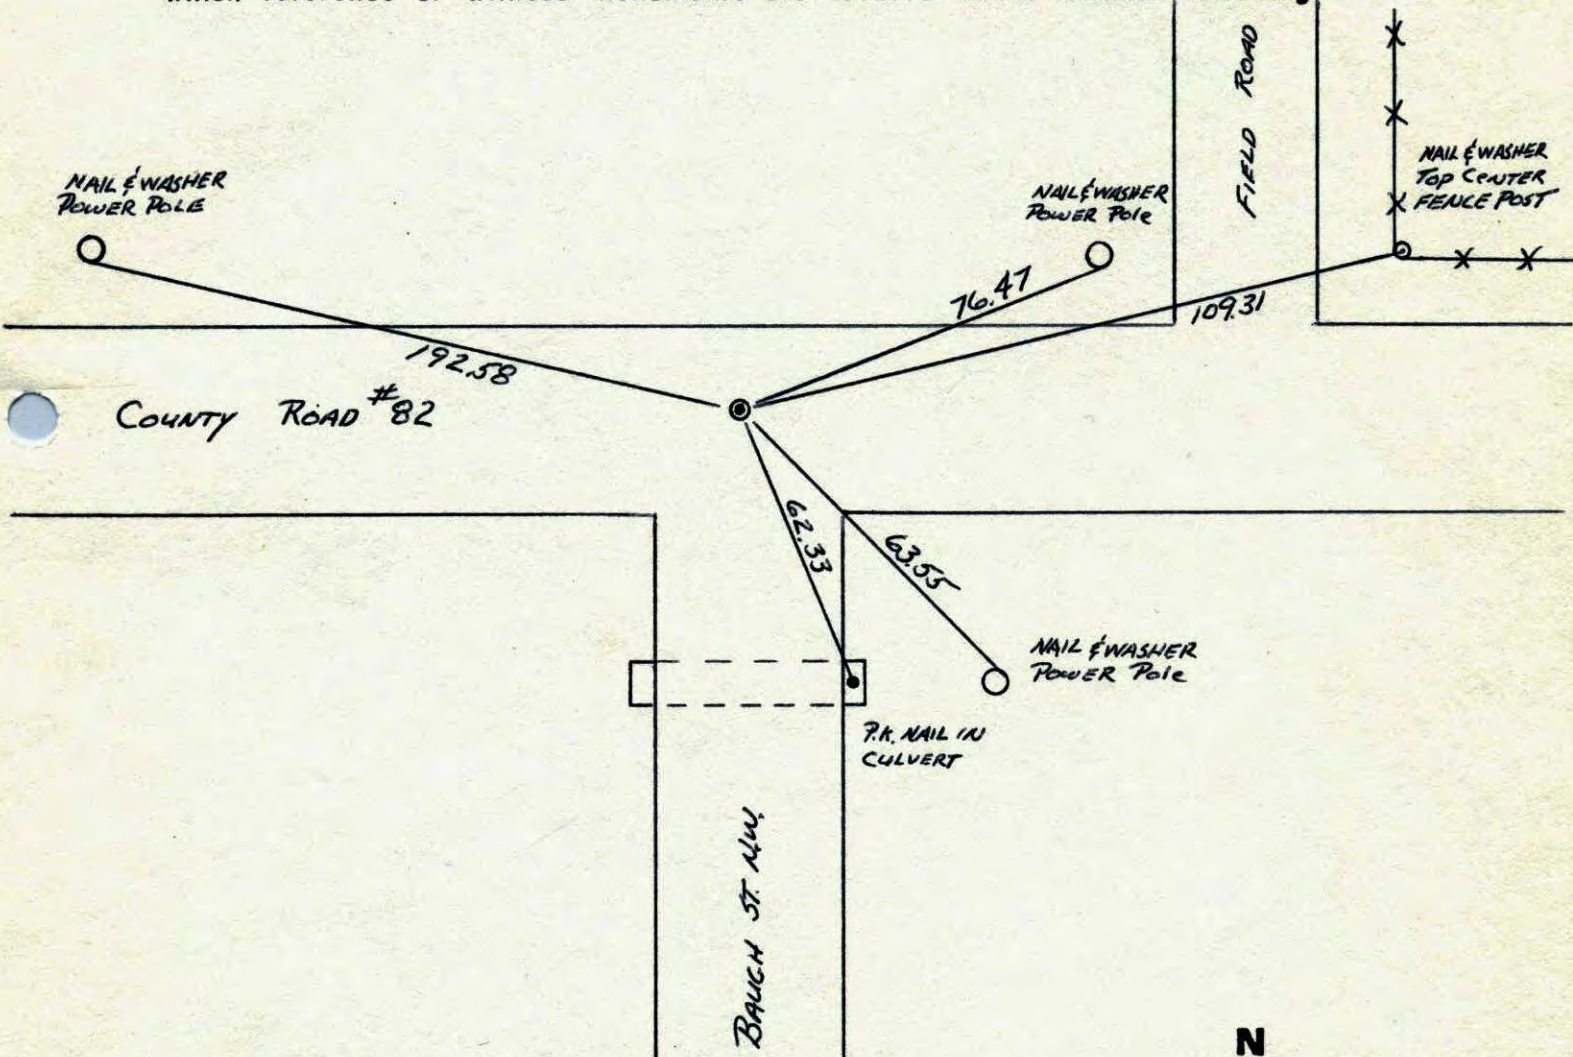 FIELD ROAD
NAIL & WASHER
POWER POLE
NAIL & WASHER
POWER Pole
NAIL & WASHER
TOP CENTER
FENCE POST
76.47
109.31
192.58
COUNTY ROAD #82
62.33
63.55
NAIL & WASHER
POWER Pole
P.K. NAIL IN
CULVERT
BAUGH ST. N.W.
N